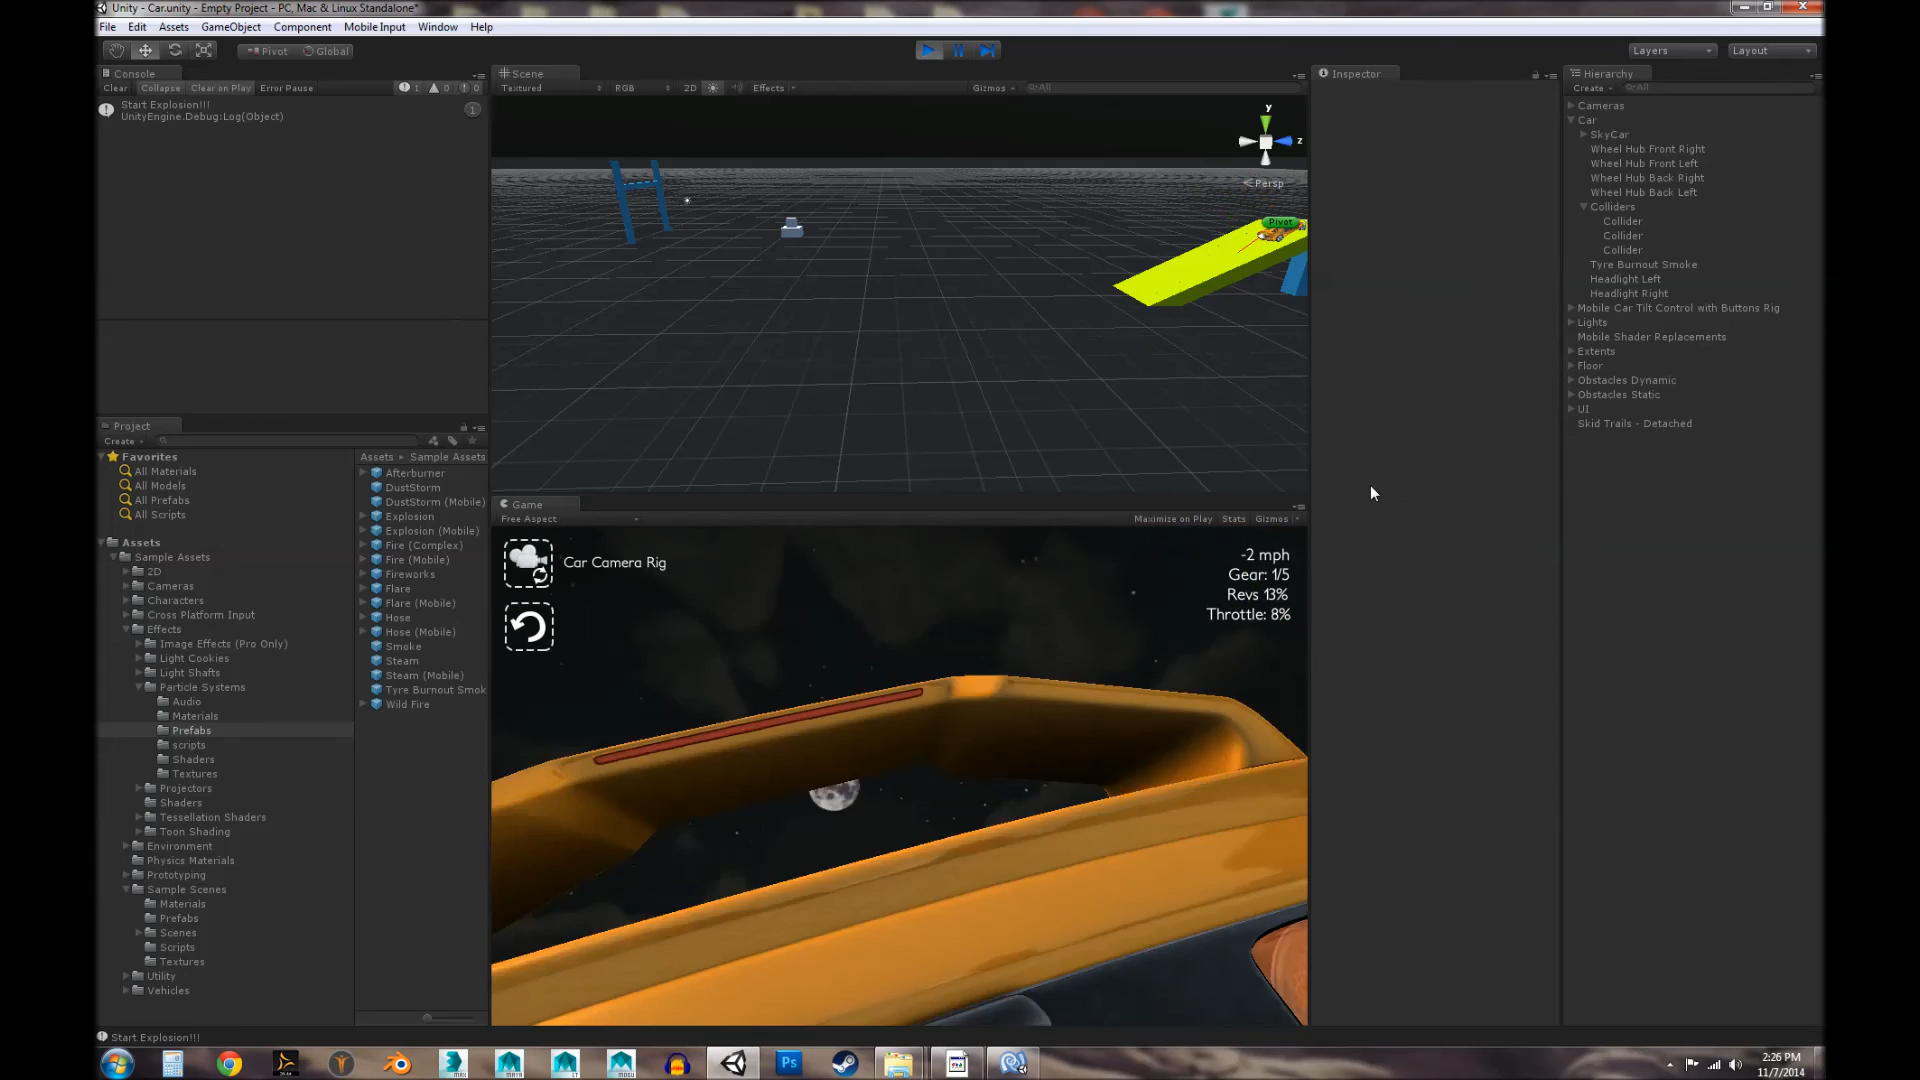 Unity - Car.unity - Empty Project - PC, Mac & Linux Standalone*
File Edit Assets GameObject Component Mobile Input Window Help
Pivot Global
Layers Layout
Console
Clear Collapse Clear on Play Error Pause 1 0 0
Start Explosion!!!
UnityEngine.Debug:Log(Object)
1
Scene
Textured RGB 2D Effects Gizmos All
y
z
Persp
Pivot
Inspector
Hierarchy
Create All
Cameras
Car
SkyCar
Wheel Hub Front Right
Wheel Hub Front Left
Wheel Hub Back Right
Wheel Hub Back Left
Colliders
Collider
Collider
Collider
Tyre Burnout Smoke
Headlight Left
Headlight Right
Mobile Car Tilt Control with Buttons Rig
Lights
Mobile Shader Replacements
Extents
Floor
Obstacles Dynamic
Obstacles Static
UI
Skid Trails - Detached
Project
Create
Favorites
All Materials
All Models
All Prefabs
All Scripts
Assets
Sample Assets
2D
Cameras
Characters
Cross Platform Input
Effects
Image Effects (Pro Only)
Light Cookies
Light Shafts
Particle Systems
Audio
Materials
Prefabs
scripts
Shaders
Textures
Projectors
Shaders
Tessellation Shaders
Toon Shading
Environment
Physics Materials
Prototyping
Sample Scenes
Materials
Prefabs
Scenes
Scripts
Textures
Utility
Vehicles
Assets Sample Assets
Afterburner
DustStorm
DustStorm (Mobile)
Explosion
Explosion (Mobile)
Fire (Complex)
Fire (Mobile)
Fireworks
Flare
Flare (Mobile)
Hose
Hose (Mobile)
Smoke
Steam
Steam (Mobile)
Tyre Burnout Smok
Wild Fire
Game
Free Aspect Maximize on Play Stats Gizmos
Car Camera Rig
-2 mph
Gear: 1/5
Revs 13%
Throttle: 8%
Start Explosion!!!
2:26 PM
11/7/2014